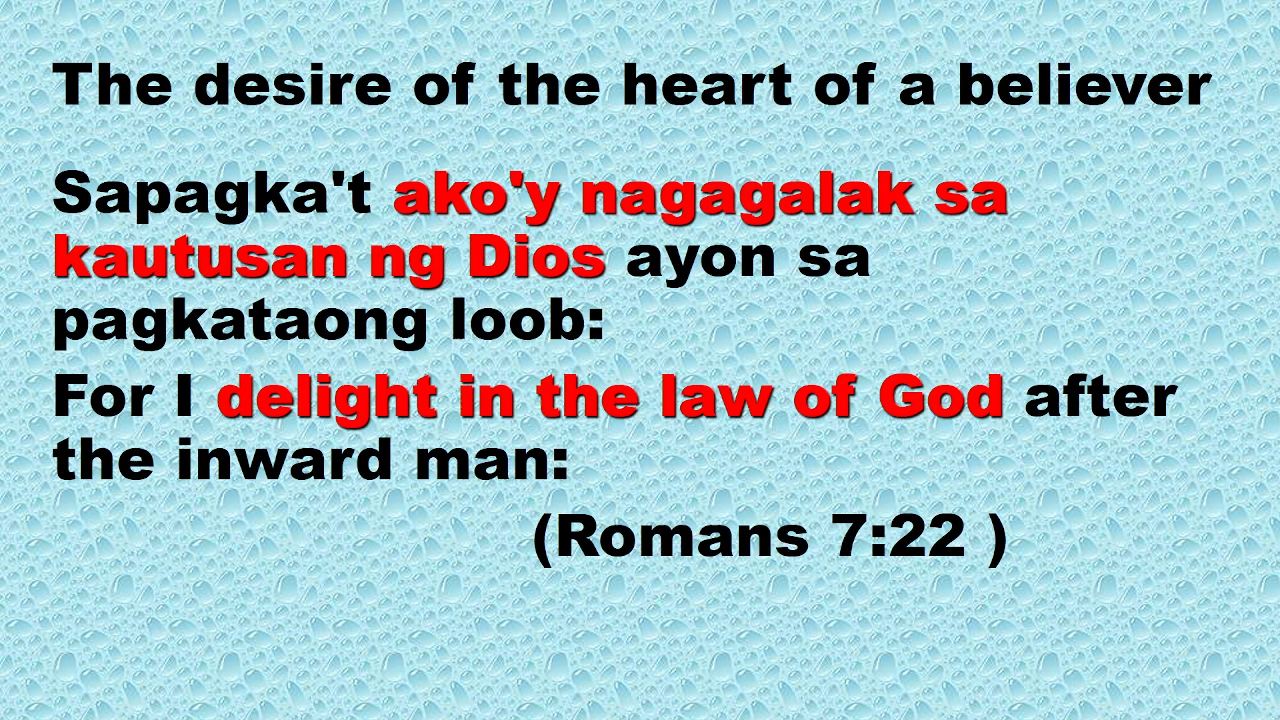 The desire of the heart of a believer
Sapagka't ako'y nagagalak sa
kautusan ng Dios ayon sa
pagkataong loob:
For I delight in the law of God after
the inward man:
(Romans 7:22 )